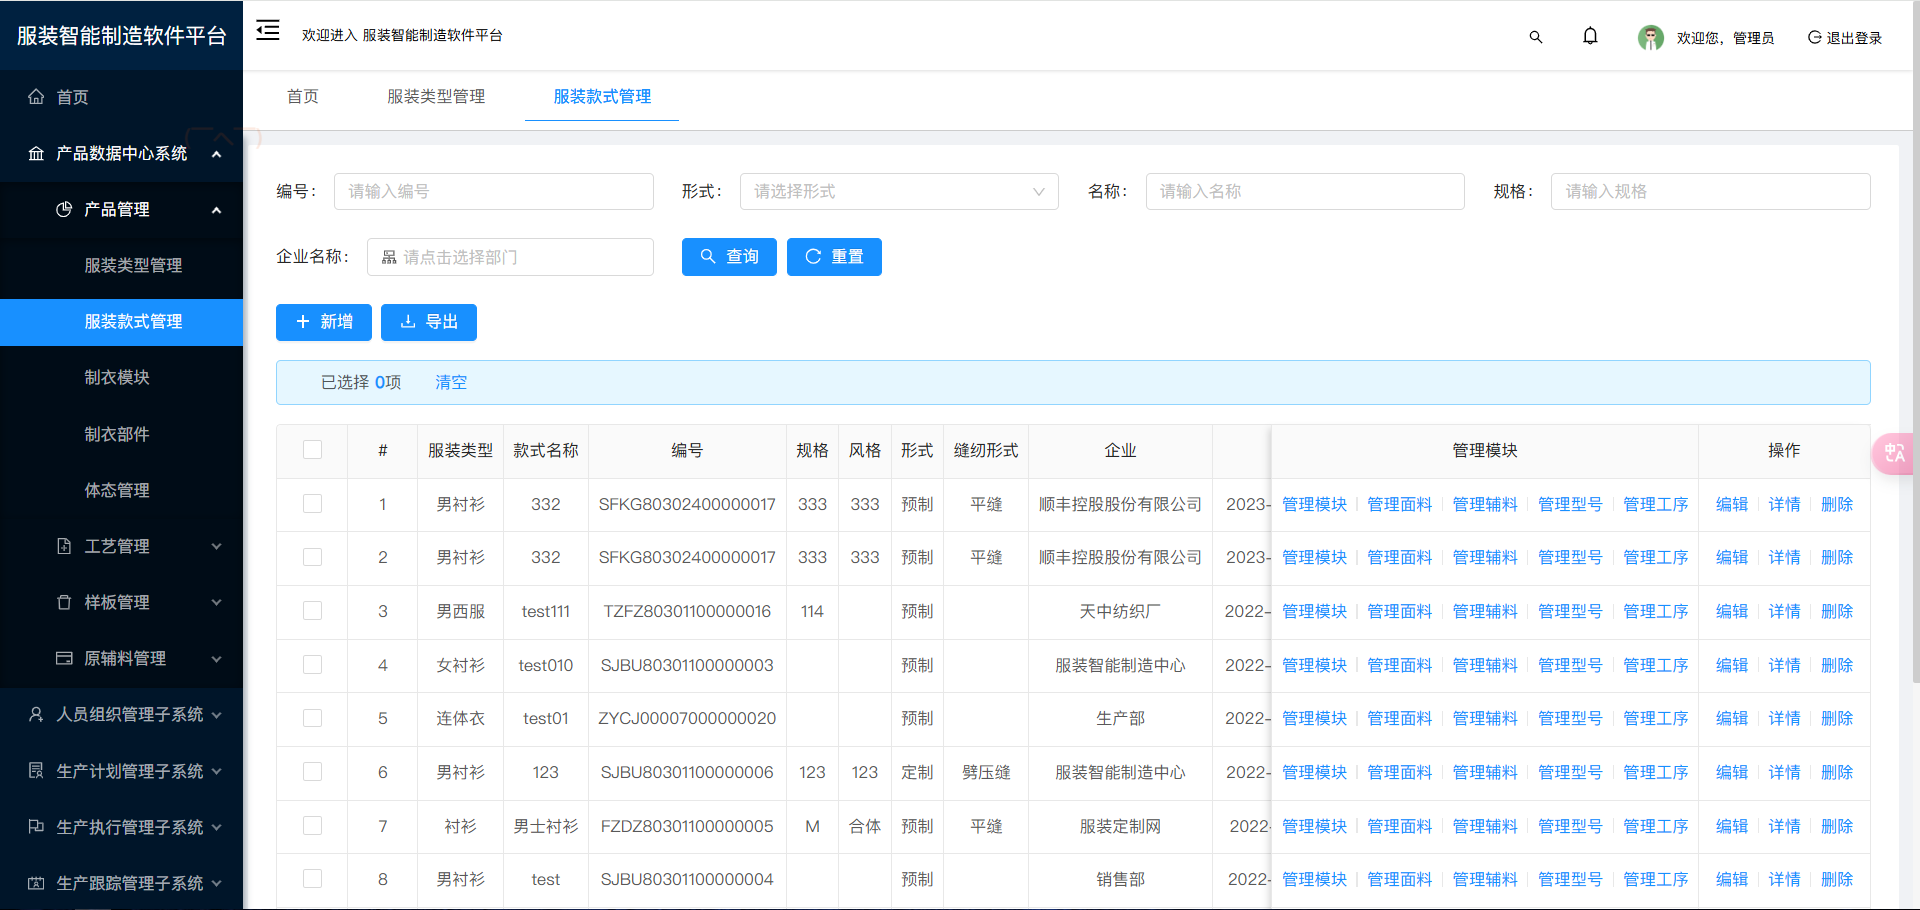 服装智能制造软件平台
欢迎进入 服装智能制造软件平台
欢迎您，管理员
退出登录
首页
产品数据中心系统
产品管理
服装类型管理
服装款式管理
制衣模块
制衣部件
体态管理
工艺管理
样板管理
原辅料管理
人员组织管理子系统
生产计划管理子系统
生产执行管理子系统
生产跟踪管理子系统
首页 服装类型管理 服装款式管理
编号： 请输入编号 形式： 请选择形式 名称： 请输入名称 规格： 请输入规格
企业名称： 请点击选择部门 查询 重置
新增 导出
已选择 0项 清空
# 服装类型 款式名称 编号 规格 风格 形式 缝纫形式 企业 管理模块 操作
1 男衬衫 332 SFKG80302400000017 333 333 预制 平缝 顺丰控股股份有限公司 2023- 管理模块 管理面料 管理辅料 管理型号 管理工序 编辑 详情 删除
2 男衬衫 332 SFKG80302400000017 333 333 预制 平缝 顺丰控股股份有限公司 2023- 管理模块 管理面料 管理辅料 管理型号 管理工序 编辑 详情 删除
3 男西服 test111 TZFZ80301100000016 114 预制 天中纺织厂 2022- 管理模块 管理面料 管理辅料 管理型号 管理工序 编辑 详情 删除
4 女衬衫 test010 SJBU80301100000003 预制 服装智能制造中心 2022- 管理模块 管理面料 管理辅料 管理型号 管理工序 编辑 详情 删除
5 连体衣 test01 ZYCJ00007000000020 预制 生产部 2022- 管理模块 管理面料 管理辅料 管理型号 管理工序 编辑 详情 删除
6 男衬衫 123 SJBU80301100000006 123 123 定制 劈压缝 服装智能制造中心 2022- 管理模块 管理面料 管理辅料 管理型号 管理工序 编辑 详情 删除
7 衬衫 男士衬衫 FZDZ80301100000005 M 合体 预制 平缝 服装定制网 2022- 管理模块 管理面料 管理辅料 管理型号 管理工序 编辑 详情 删除
8 男衬衫 test SJBU80301100000004 预制 销售部 2022- 管理模块 管理面料 管理辅料 管理型号 管理工序 编辑 详情 删除